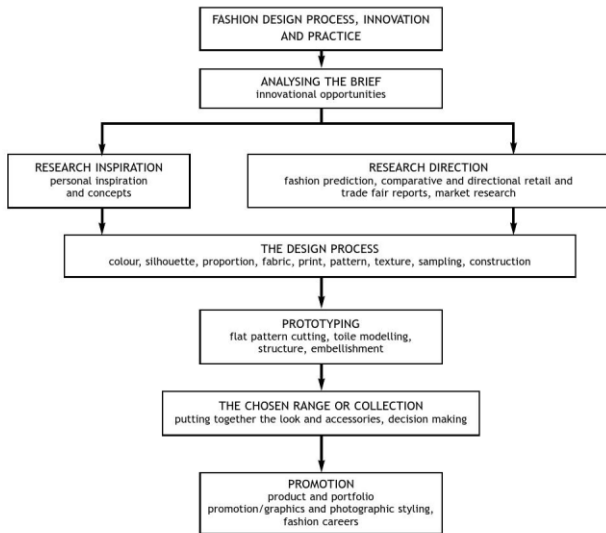 FASHION DESIGN PROCESS, INNOVATION
AND PRACTICE
ANALYSING THE BRIEF
innovational opportunities
RESEARCH INSPIRATION
personal inspiration
and concepts
RESEARCH DIRECTION
fashion prediction, comparative and directional retail and
trade fair reports, market research
THE DESIGN PROCESS
colour, silhouette, proportion, fabric, print, pattern, texture, sampling, construction
PROTOTYPING
flat pattern cutting, toile modelling,
structure, embellishment
THE CHOSEN RANGE OR COLLECTION
putting together the look and accessories, decision making
PROMOTION
product and portfolio
promotion/graphics and photographic styling,
fashion careers